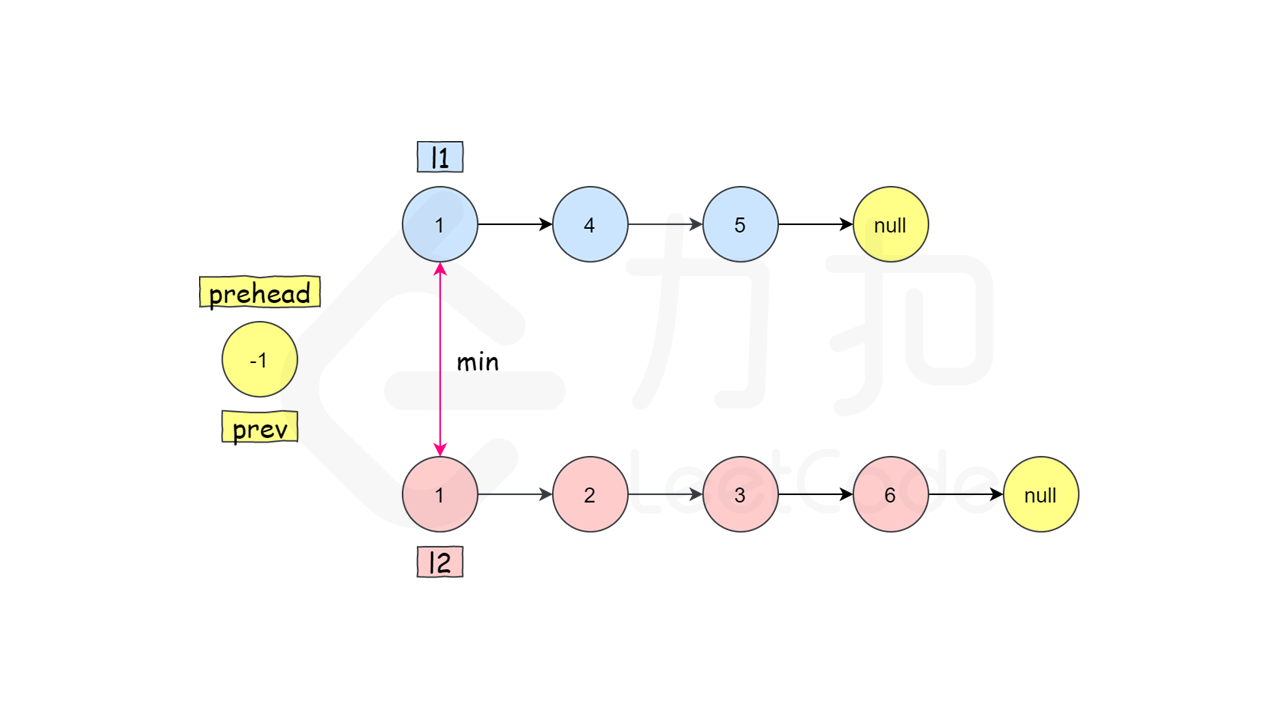 l1
1
4
5
null
prehead
-1
prev
min
1
2
3
6
null
l2
力扣
LeetCode